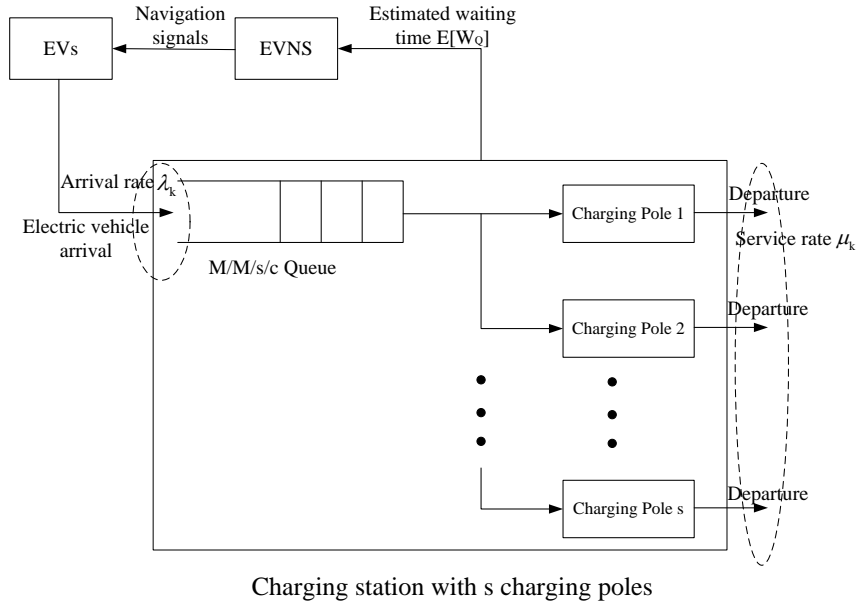 EVs
Navigation
signals
EVNS
Estimated waiting
time E[W_Q]
Arrival rate λ_k
Electric vehicle
arrival
M/M/s/c Queue
Charging Pole 1
Departure
Service rate μ_k
Charging Pole 2
Departure
Charging Pole s
Departure
Charging station with s charging poles